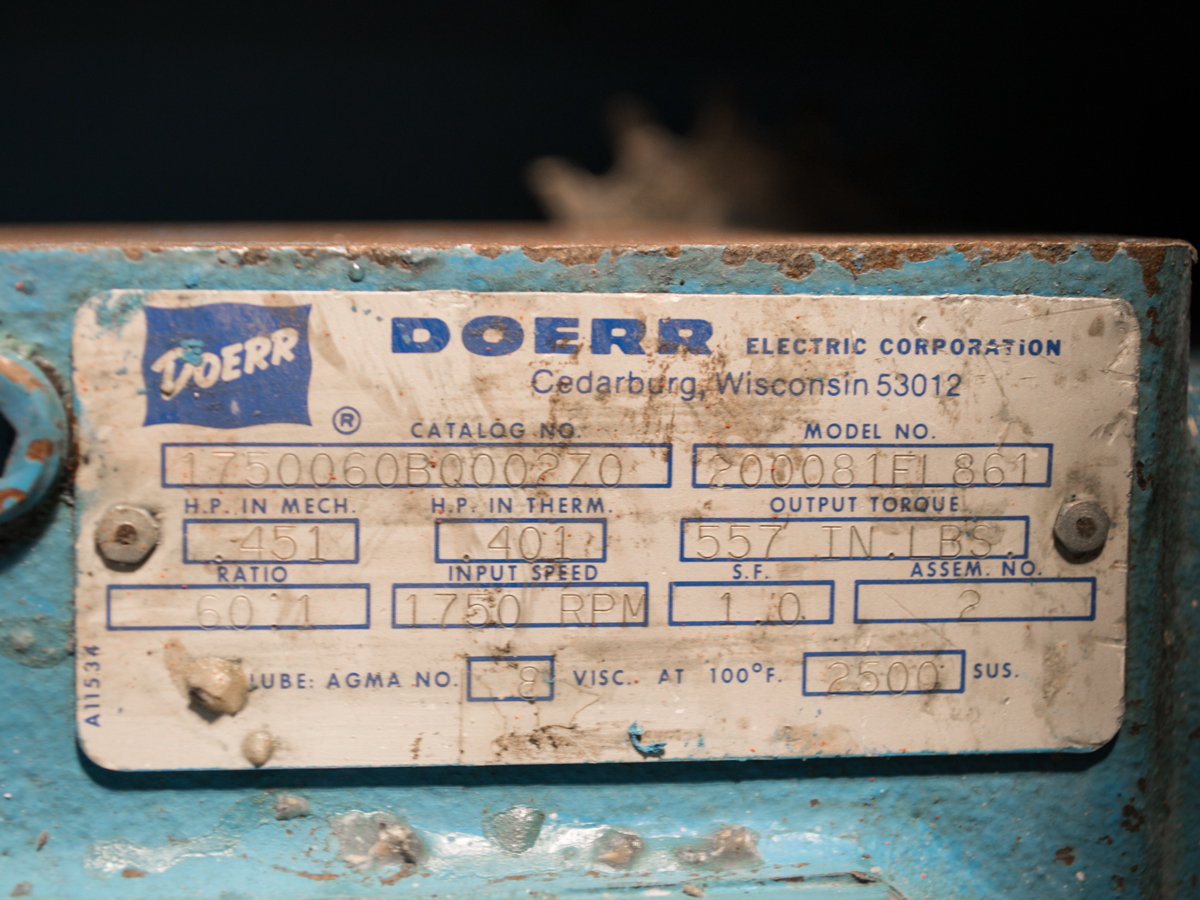 DOERR
®
DOERR ELECTRIC CORPORATION
Cedarburg, Wisconsin 53012
CATALOG NO. MODEL NO.
1750060BQ002Z0 200081FL861
H.P. IN MECH. H.P. IN THERM. OUTPUT TORQUE
.451 .401 557 IN.LBS.
RATIO INPUT SPEED S.F. ASSEM. NO.
60:1 1750 RPM 1.0 2
LUBE: AGMA NO. 8 VISC. AT 100°F. 2500 SUS.
A11534